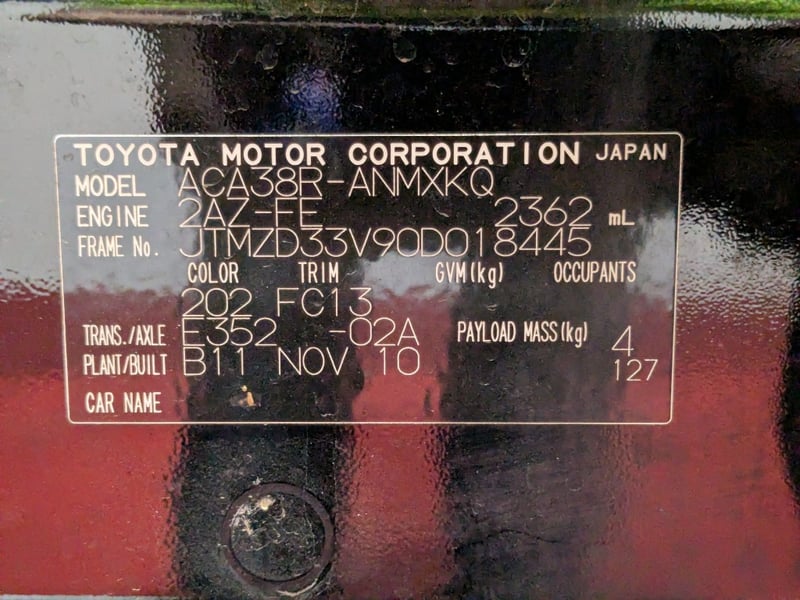 TOYOTA MOTOR CORPORATION JAPAN
MODEL ACA38R-ANMXKQ
ENGINE 2AZ-FE 2362 mL
FRAME No. JTMZD33V90D018445
COLOR TRIM GVM(kg) OCCUPANTS
202 FC13
TRANS./AXLE E352 -02A PAYLOAD MASS(kg) 4
PLANT/BUILT B11 NOV 10 127
CAR NAME